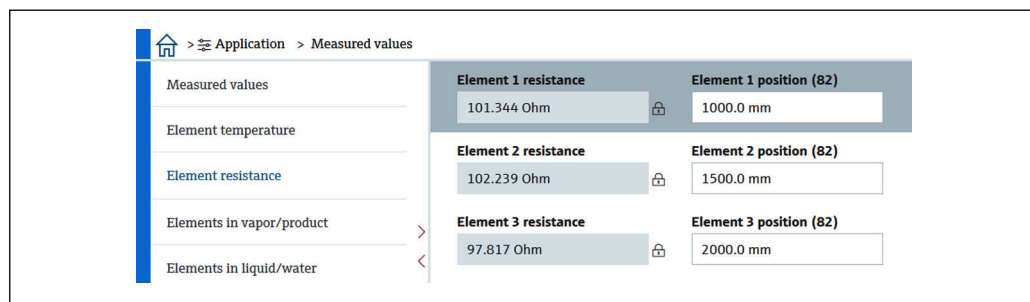 > Application > Measured values
Measured values
Element temperature
Element resistance
Elements in vapor/product
Elements in liquid/water
Element 1 resistance Element 1 position (82)
101.344 Ohm 1000.0 mm
Element 2 resistance Element 2 position (82)
102.239 Ohm 1500.0 mm
Element 3 resistance Element 3 position (82)
97.817 Ohm 2000.0 mm